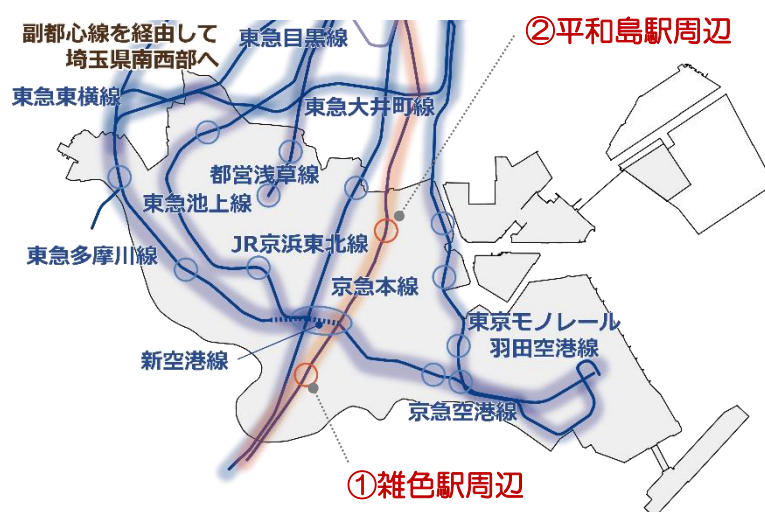 副都心線を経由して
埼玉県南西部へ
東急目黒線
②平和島駅周辺
東急東横線
東急大井町線
都営浅草線
東急池上線
JR京浜東北線
東急多摩川線
京急本線
東京モノレール
羽田空港線
新空港線
京急空港線
①雑色駅周辺